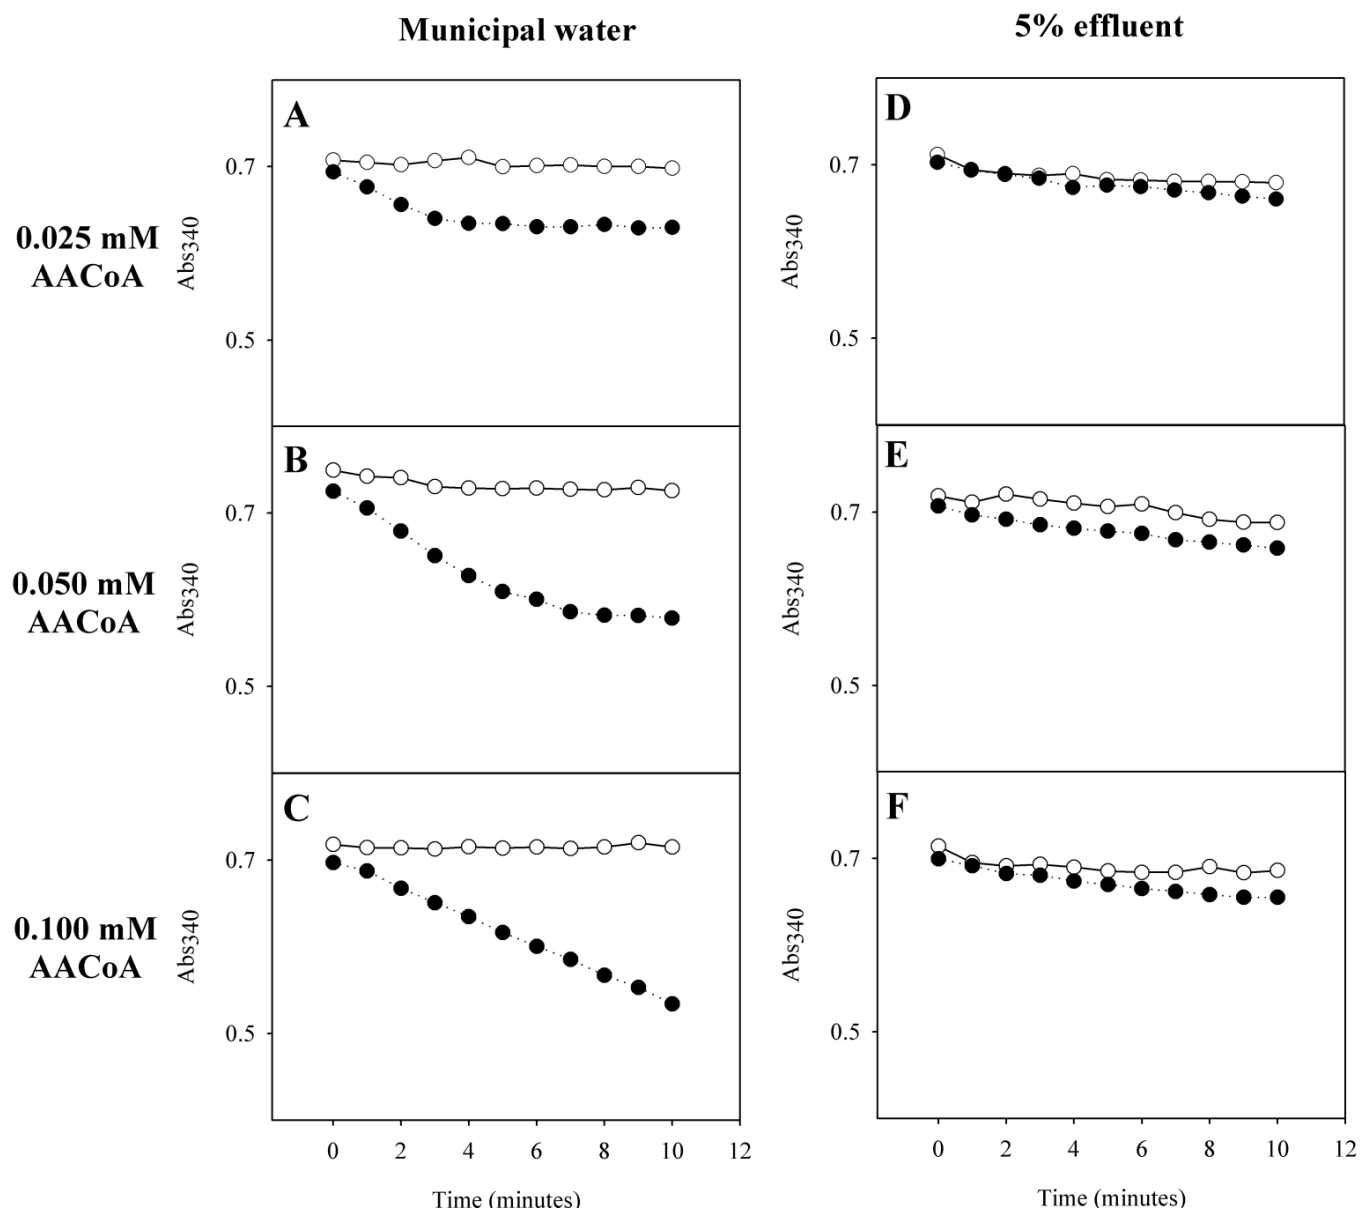 Municipal water
5% effluent
A
0.7
0.5
Abs340
0.025 mM
AACoA
D
0.7
0.5
Abs340
B
0.7
0.5
Abs340
0.050 mM
AACoA
E
0.7
0.5
Abs340
C
0.7
0.5
Abs340
0.100 mM
AACoA
F
0.7
0.5
Abs340
0 2 4 6 8 10 12
Time (minutes)
0 2 4 6 8 10 12
Time (minutes)